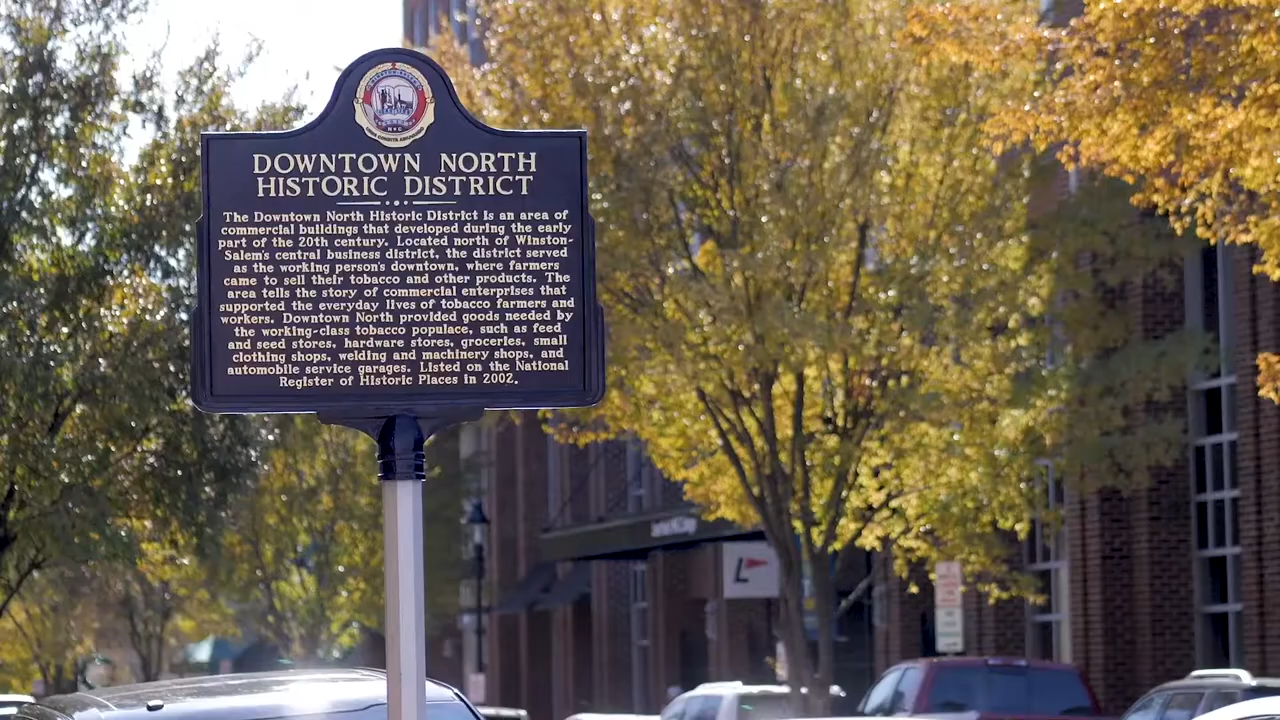 DOWNTOWN NORTH
HISTORIC DISTRICT
The Downtown North Historic District is an area of
commercial buildings that developed during the early
part of the 20th century. Located north of Winston-
Salem's central business district, the district served
as the working person's downtown, where farmers
came to sell their tobacco and other products. The
area tells the story of commercial enterprises that
supported the everyday lives of tobacco farmers and
workers. Downtown North provided goods needed by
the working-class tobacco populace, such as feed
and seed stores, hardware stores, groceries, small
clothing shops, welding and machinery shops, and
automobile service garages. Listed on the National
Register of Historic Places in 2002.